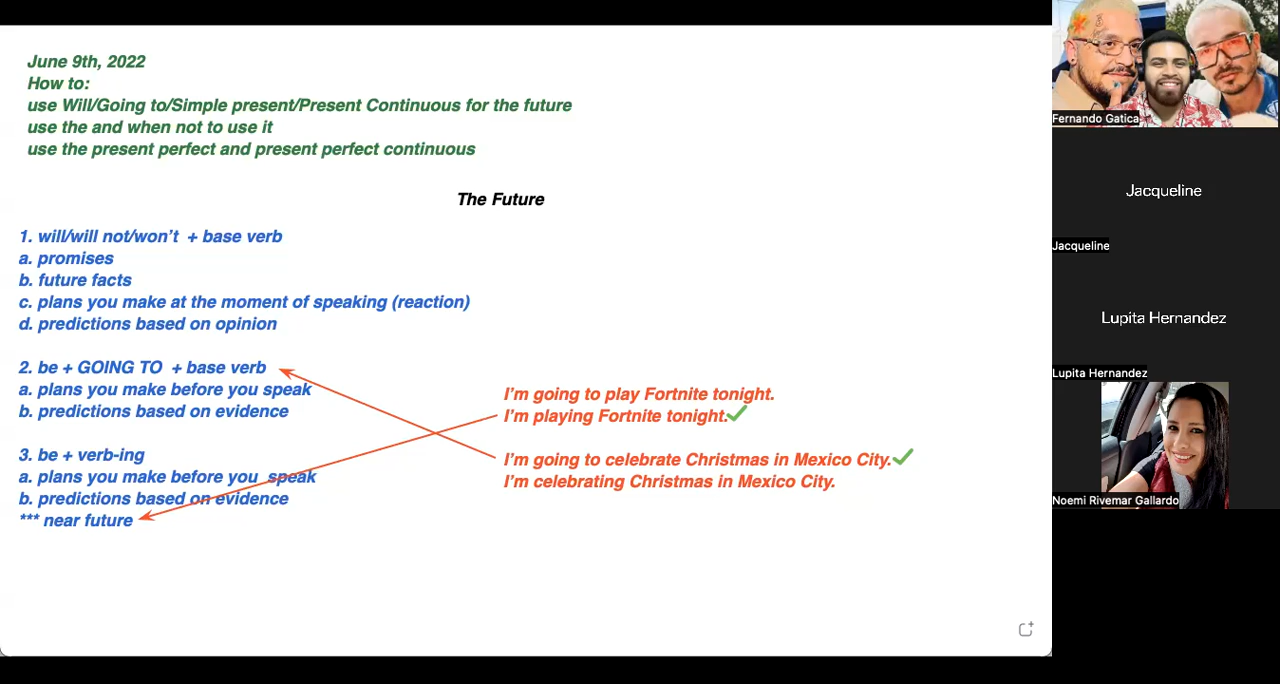 June 9th, 2022
How to:
use Will/Going to/Simple present/Present Continuous for the future
use the and when not to use it
use the present perfect and present perfect continuous
The Future
1. will/will not/won't + base verb
a. promises
b. future facts
c. plans you make at the moment of speaking (reaction)
d. predictions based on opinion
2. be + GOING TO + base verb
a. plans you make before you speak
b. predictions based on evidence
3. be + verb-ing
a. plans you make before you speak
b. predictions based on evidence
*** near future
I'm going to play Fortnite tonight.
I'm playing Fortnite tonight.
I'm going to celebrate Christmas in Mexico City.
I'm celebrating Christmas in Mexico City.
Fernando Gatica
Jacqueline
Jacqueline
Lupita Hernandez
Lupita Hernandez
Noemi Rivemar Gallardo